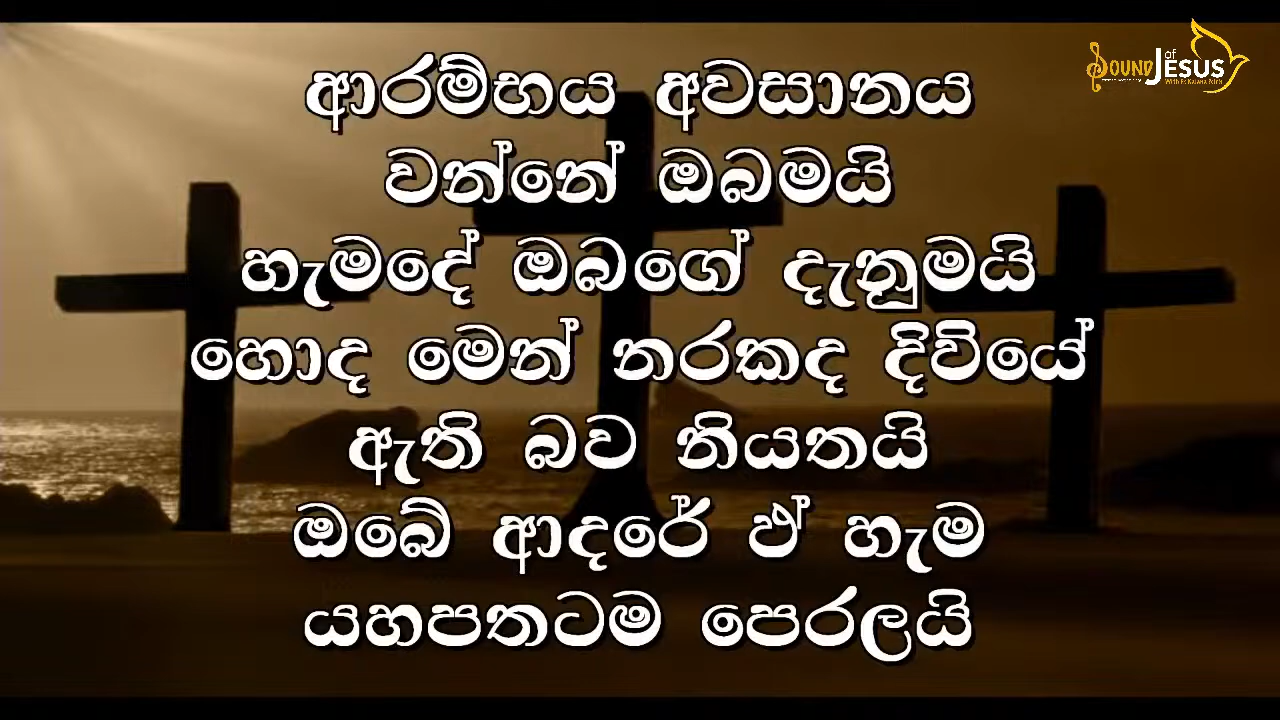 ආරම්භය අවසානය
වන්නේ ඔබමයි
හැමදේ ඔබගේ දැනුමයි
හොඳ මෙන් නරකද දිවියේ
ඇති බව නියතයි
ඔබේ ආදරේ ඒ හැම
යහපතටම පෙරලයි
SOUND of JESUS